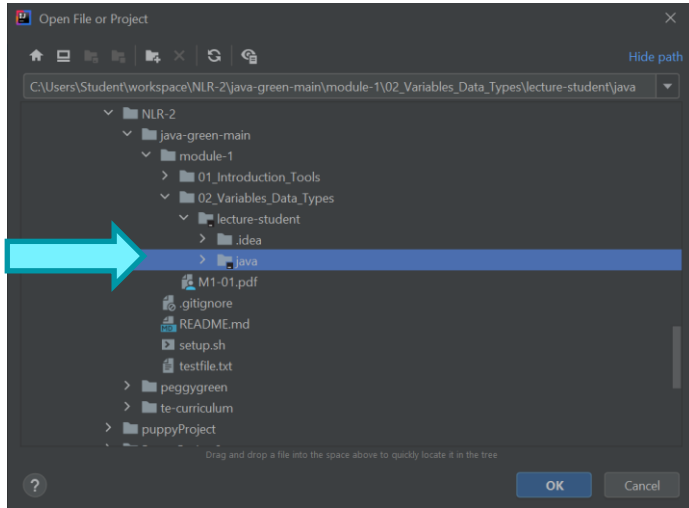 Open File or Project
Hide path
C:\Users\Student\workspace\NLR-2\java-green-main\module-1\02_Variables_Data_Types\lecture-student\java
NLR-2
java-green-main
module-1
01_Introduction_Tools
02_Variables_Data_Types
lecture-student
.idea
java
M1-01.pdf
.gitignore
README.md
setup.sh
testfile.txt
peggygreen
te-curriculum
puppyProject
Drag and drop a file into the space above to quickly locate it in the tree
?
OK
Cancel